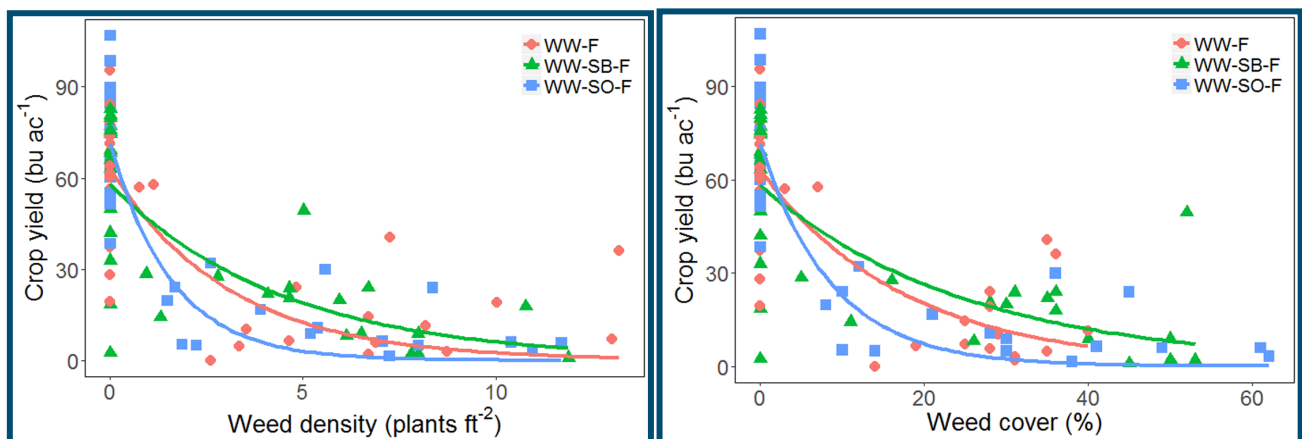 Crop yield (bu ac-1)
90
60
30
0
WW-F
WW-SB-F
WW-SO-F
0 5 10
Weed density (plants ft-2)
Crop yield (bu ac-1)
90
60
30
0
WW-F
WW-SB-F
WW-SO-F
0 20 40 60
Weed cover (%)